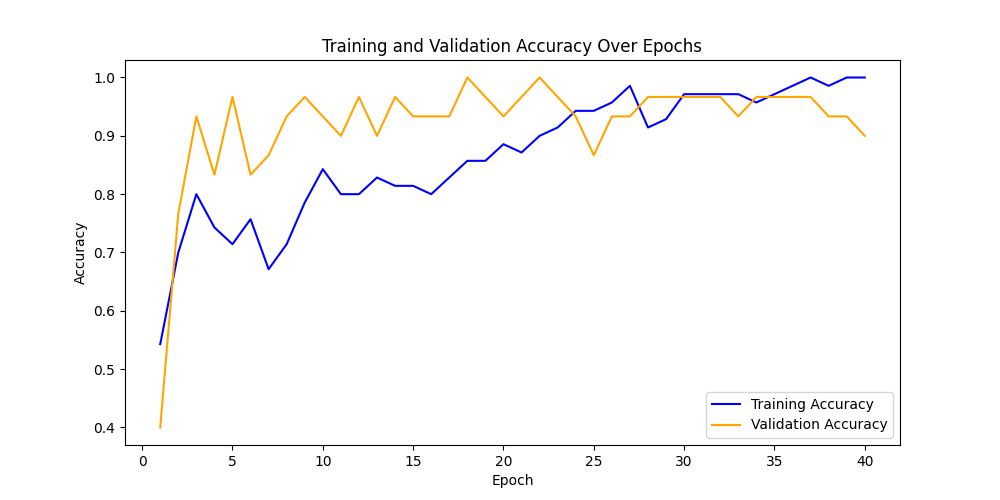 Training and Validation Accuracy Over Epochs
Accuracy
1.0
0.9
0.8
0.7
0.6
0.5
0.4
0 5 10 15 20 25 30 35 40
Epoch
Training Accuracy
Validation Accuracy